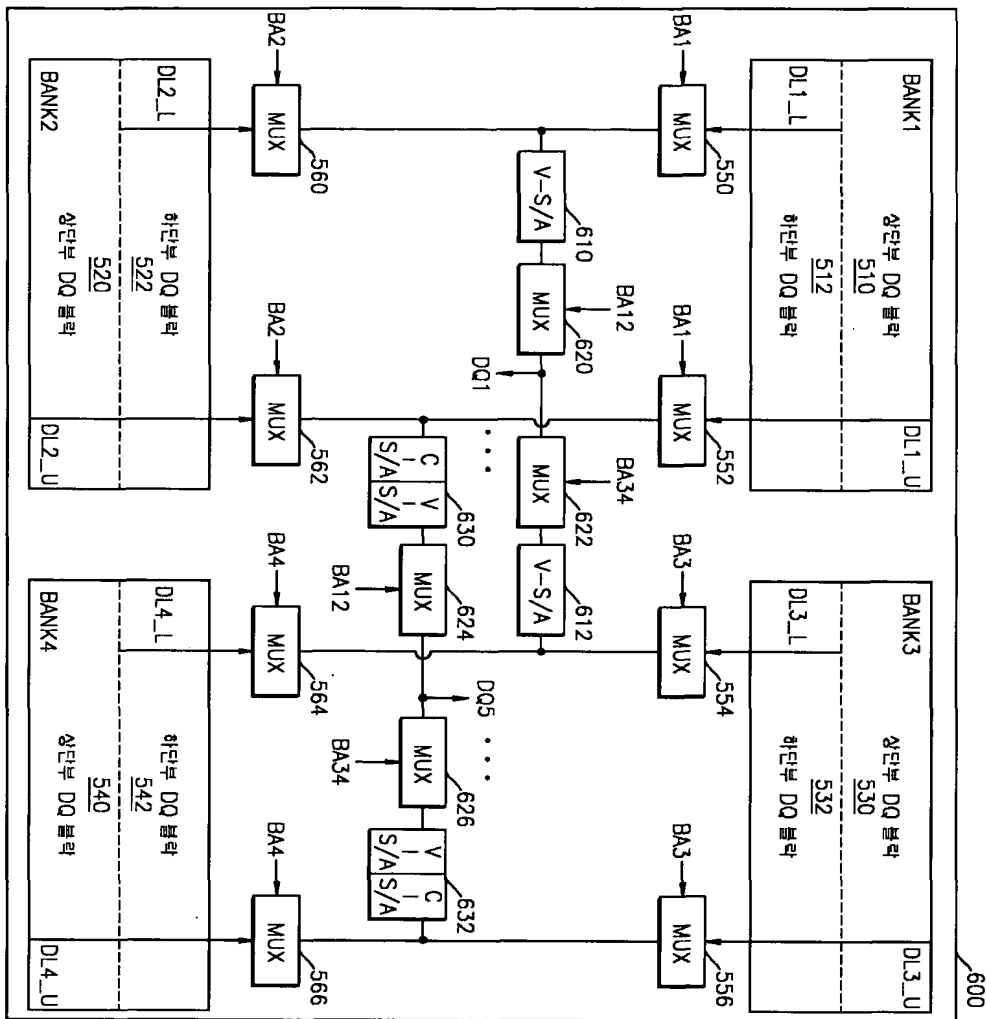 600
BANK1
상단부 DQ 블락
510
DL1_U
DL1_L
하단부 DQ 블락
512
BANK3
상단부 DQ 블락
530
DL3_U
DL3_L
하단부 DQ 블락
532
BA1
MUX
550
BA1
MUX
552
BA3
MUX
554
BA3
MUX
556
V-S/A
610
BA12
MUX
620
DQ1
BA34
MUX
622
V-S/A
612
...
DQ5
...
C-S/A
V-S/A
630
MUX
624
BA12
MUX
626
BA34
V-S/A
C-S/A
632
BA2
MUX
560
BA2
MUX
562
BA4
MUX
564
BA4
MUX
566
DL2_L
하단부 DQ 블락
522
BANK2
상단부 DQ 블락
520
DL2_U
DL4_L
하단부 DQ 블락
542
BANK4
상단부 DQ 블락
540
DL4_U